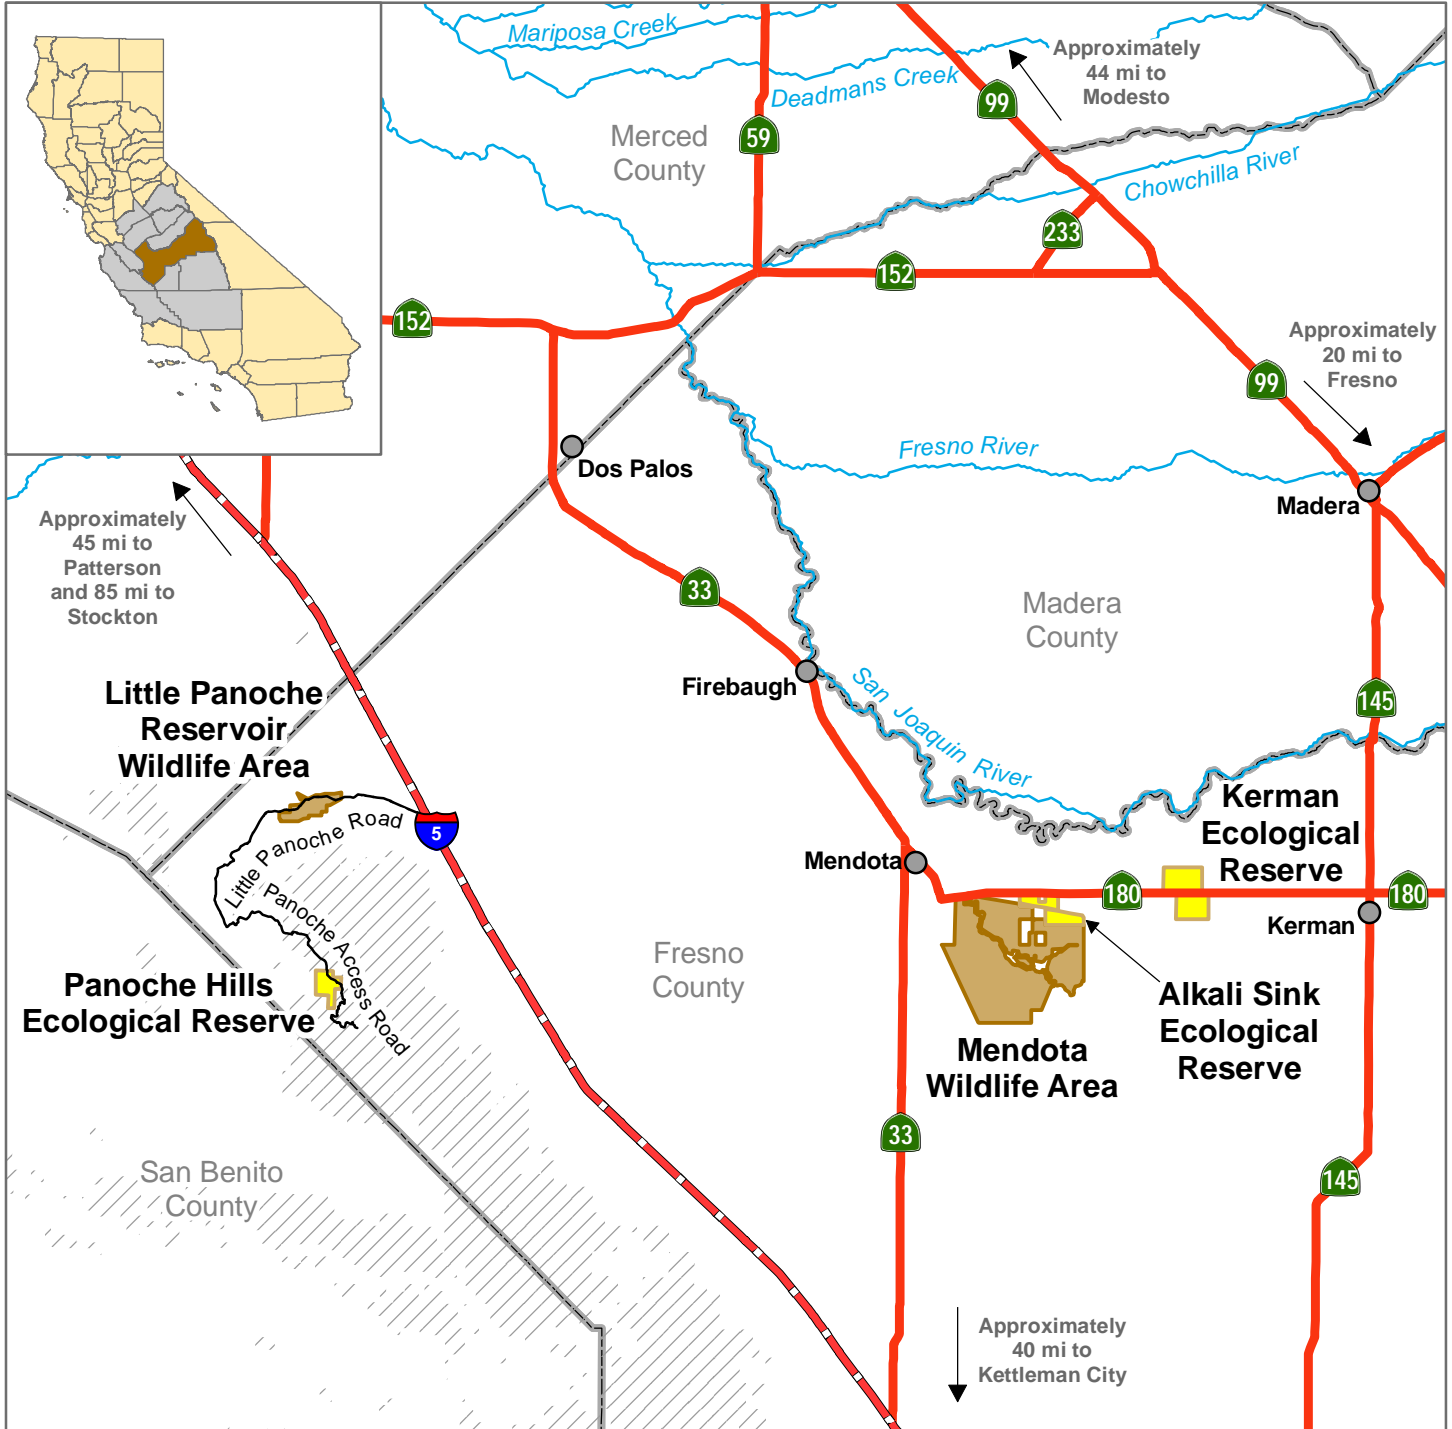 Mariposa Creek
Deadmans Creek
Approximately
44 mi to
Modesto
99
59
Merced
County
Chowchilla River
233
152
152
Approximately
20 mi to
Fresno
99
Fresno River
Dos Palos
Madera
Approximately
45 mi to
Patterson
and 85 mi to
Stockton
33
Madera
County
Little Panoche
Reservoir
Wildlife Area
Firebaugh
San Joaquin River
145
Little Panoche Road
5
Kerman
Ecological
Reserve
Mendota
180
180
Panoche Access Road
Kerman
Fresno
County
Panoche Hills
Ecological Reserve
Alkali Sink
Ecological
Reserve
Mendota
Wildlife Area
33
San Benito
County
145
Approximately
40 mi to
Kettleman City